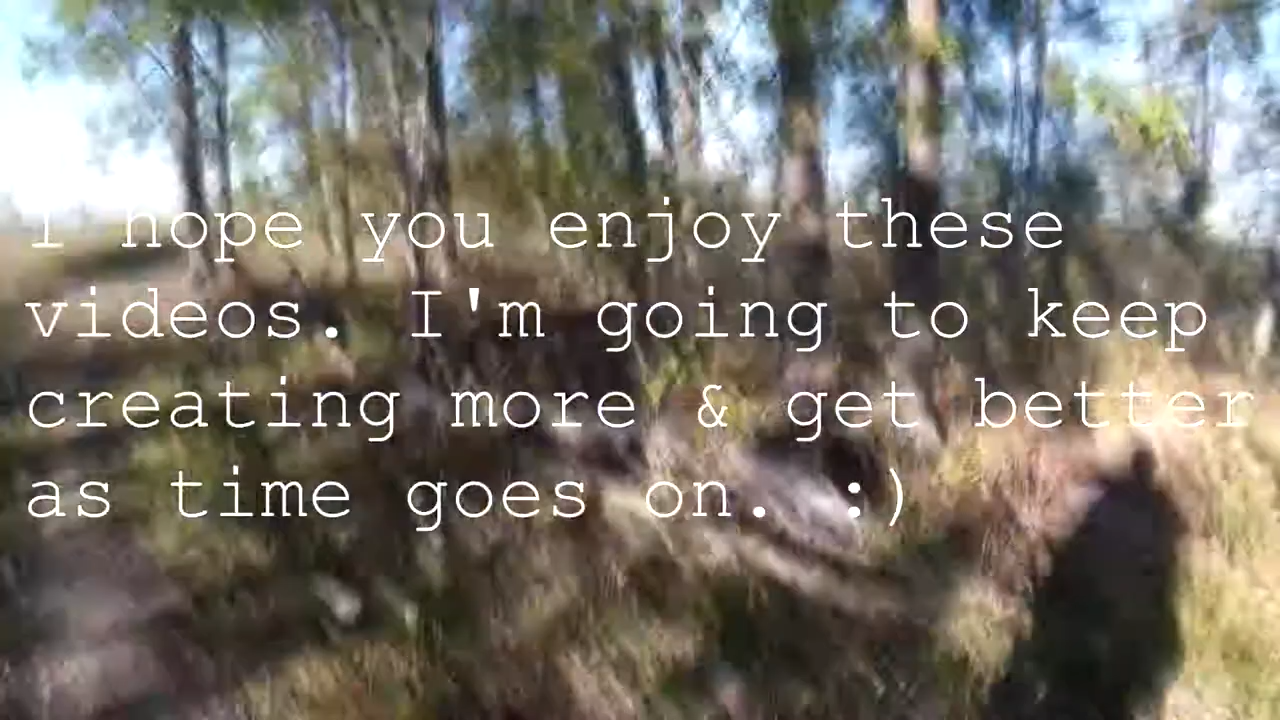 I hope you enjoy these
videos. I'm going to keep
creating more & get better
as time goes on. :)